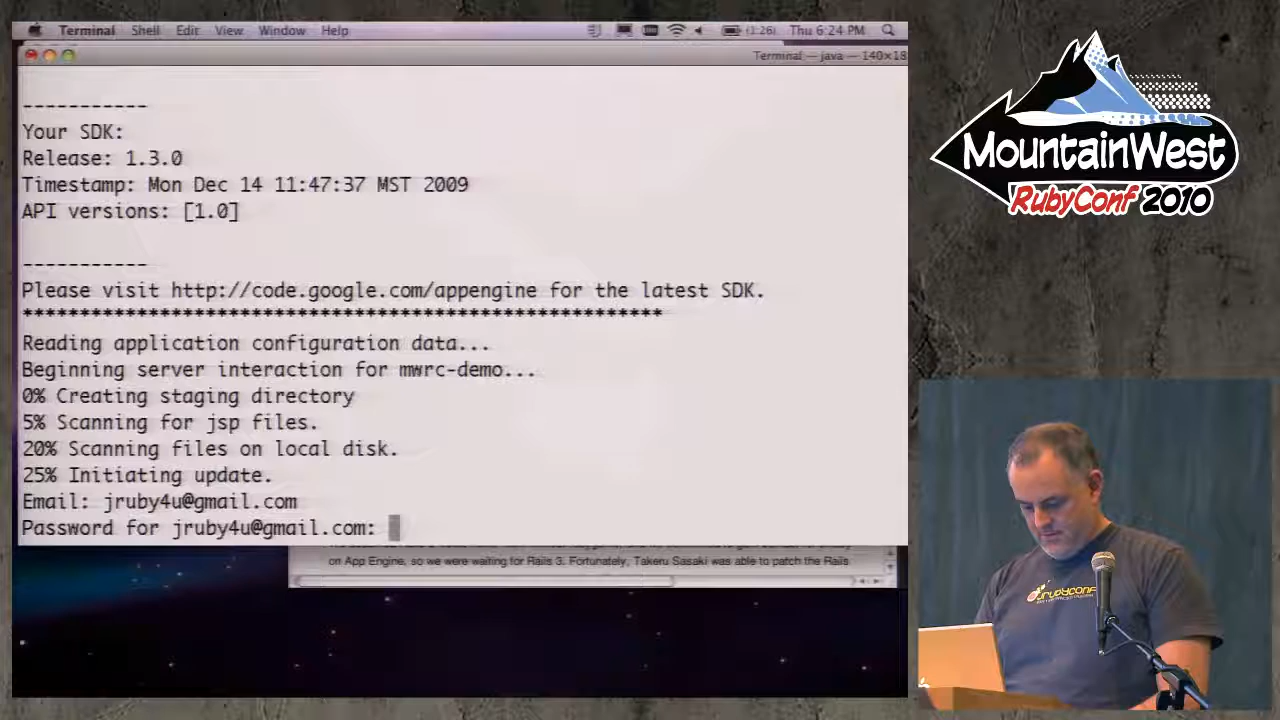 Terminal Shell Edit View Window Help (1:26) Thu 6:24 PM
Terminal — java — 140×18
-----------
Your SDK:
Release: 1.3.0
Timestamp: Mon Dec 14 11:47:37 MST 2009
API versions: [1.0]
-----------
Please visit http://code.google.com/appengine for the latest SDK.
********************************************************
Reading application configuration data...
Beginning server interaction for mwrc-demo...
0% Creating staging directory
5% Scanning for jsp files.
20% Scanning files on local disk.
25% Initiating update.
Email: jruby4u@gmail.com
Password for jruby4u@gmail.com:
on App Engine, so we were waiting for Rails 3. Fortunately, Takeru Sasaki was able to patch the Rails
MountainWest
RubyConf 2010
jrubyconf